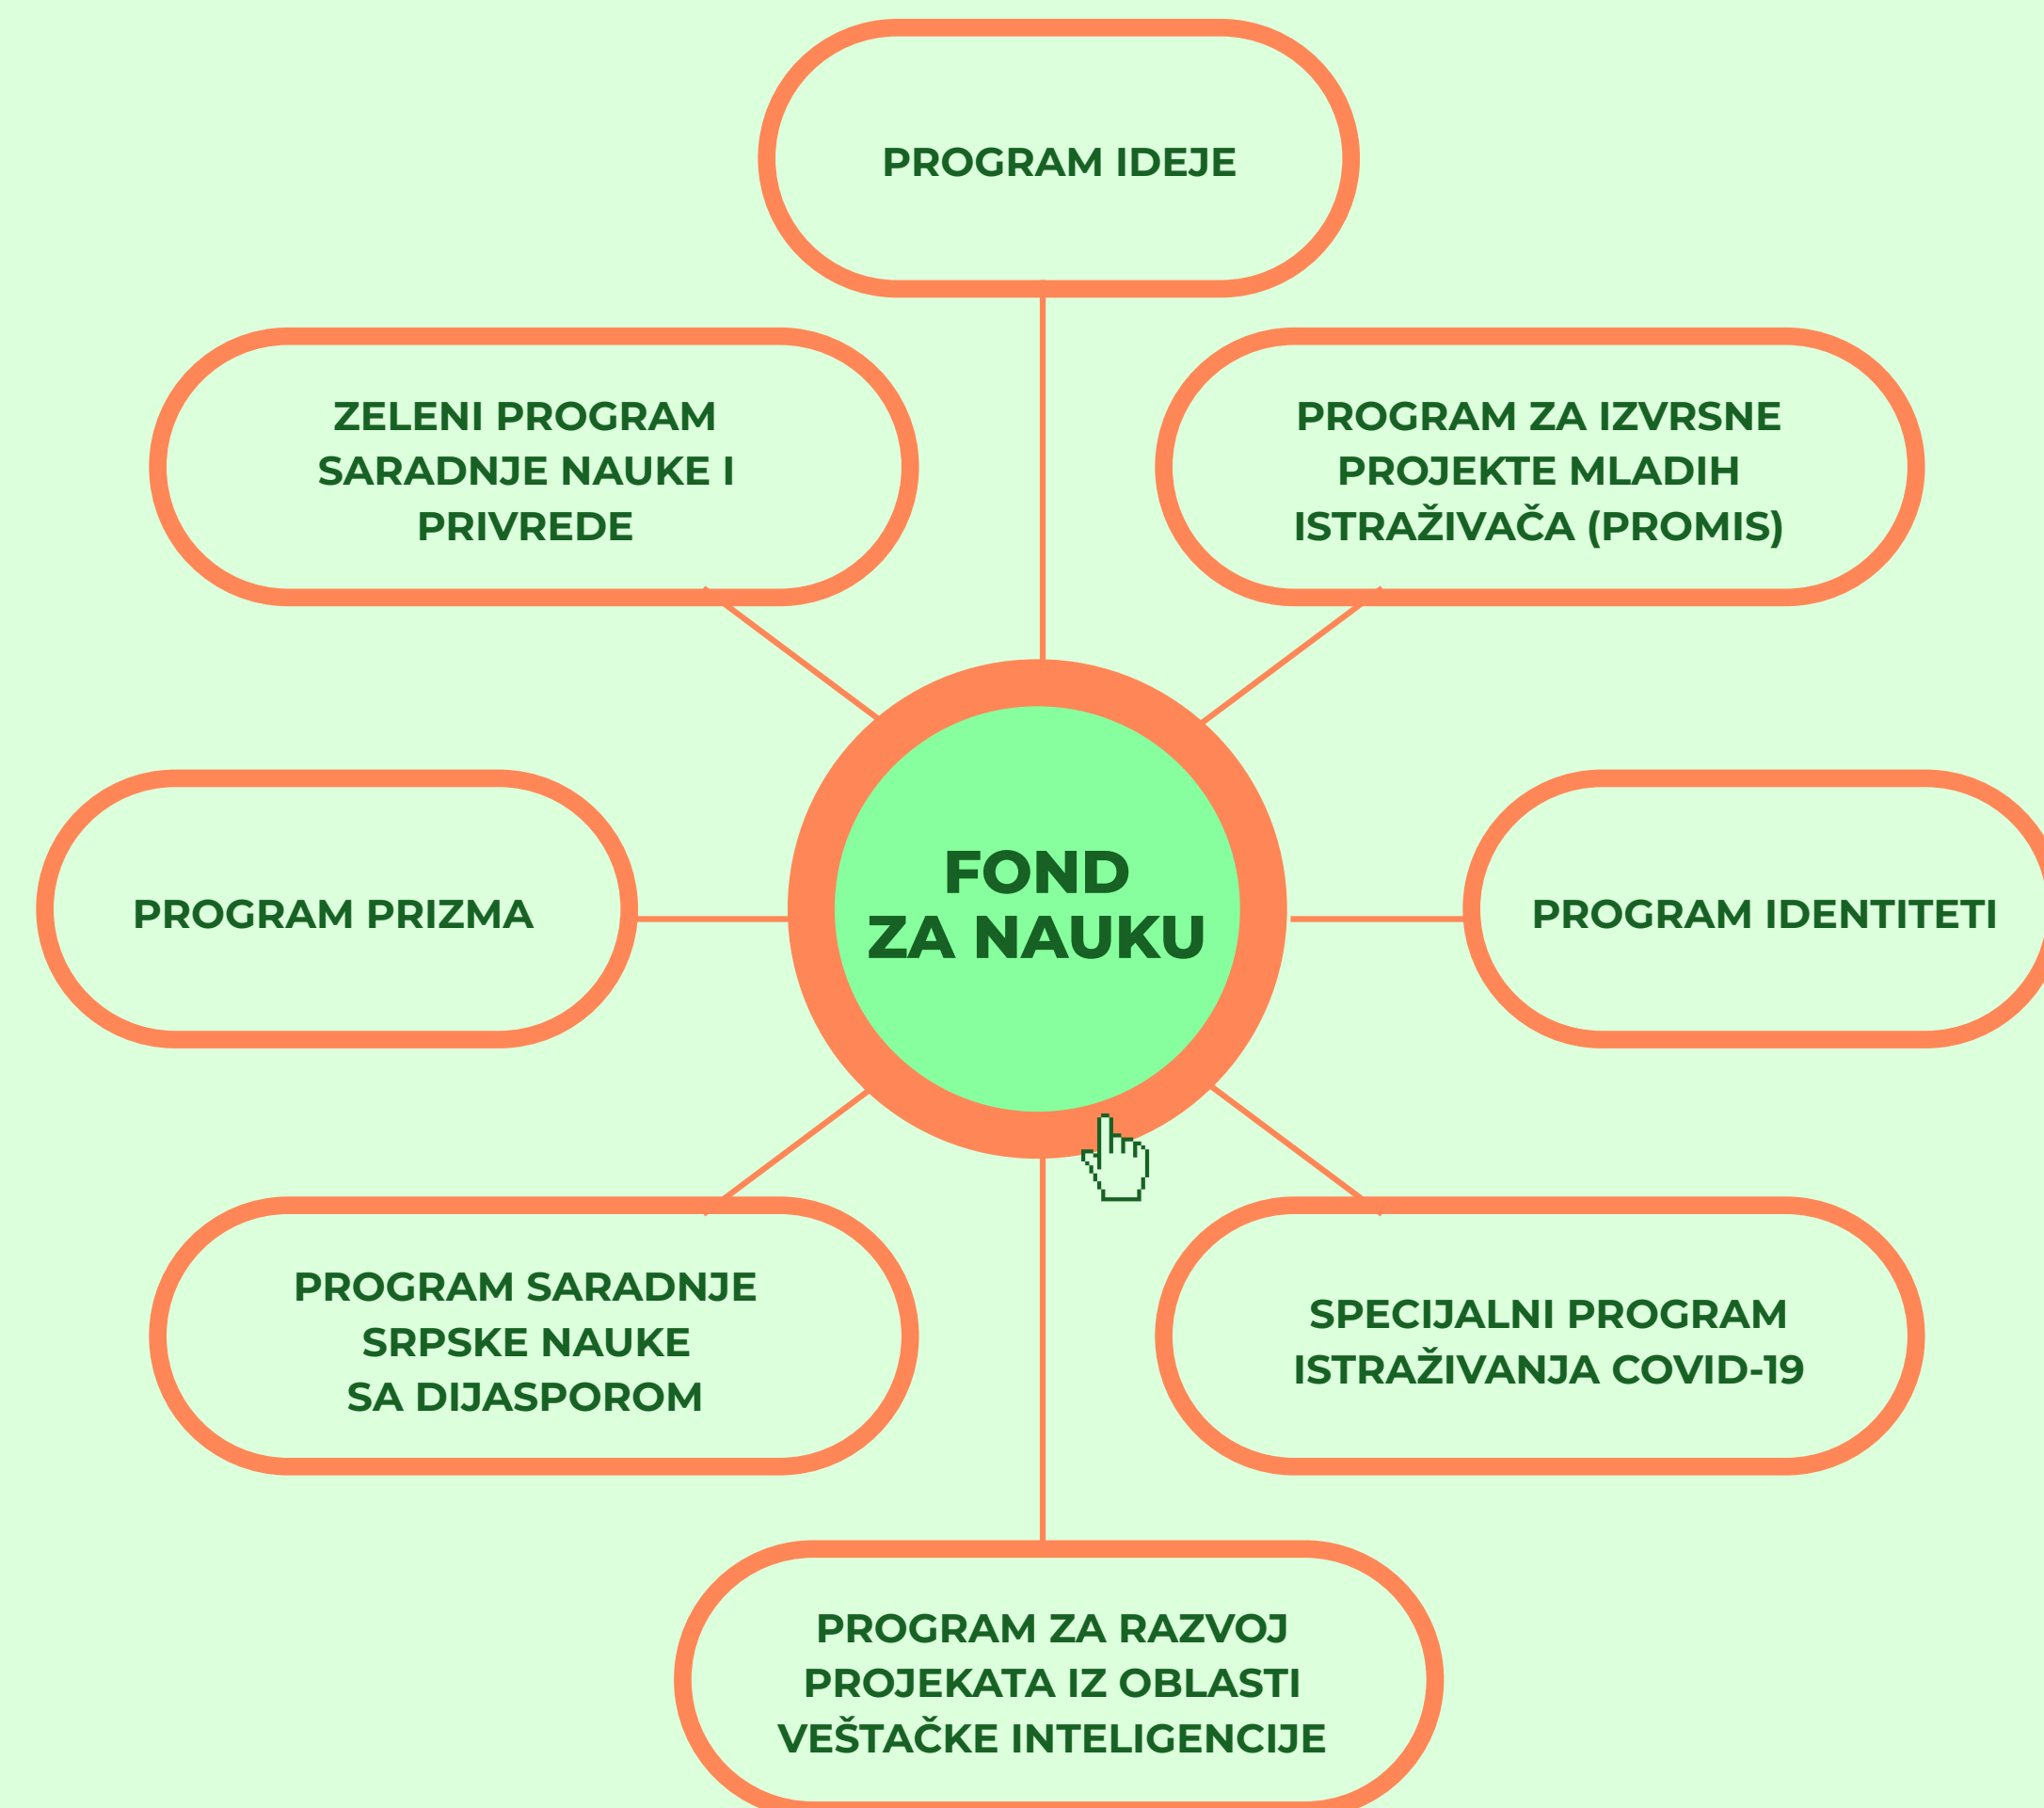 PROGRAM IDEJE
ZELENI PROGRAM
SARADNJE NAUKE I
PRIVREDE
PROGRAM ZA IZVRSNE
PROJEKTE MLADIH
ISTRAŽIVAČA (PROMIS)
PROGRAM PRIZMA
FOND
ZA NAUKU
PROGRAM IDENTITETI
PROGRAM SARADNJE
SRPSKE NAUKE
SA DIJASPOROM
SPECIJALNI PROGRAM
ISTRAŽIVANJA COVID-19
PROGRAM ZA RAZVOJ
PROJEKATA IZ OBLASTI
VEŠTAČKE INTELIGENCIJE